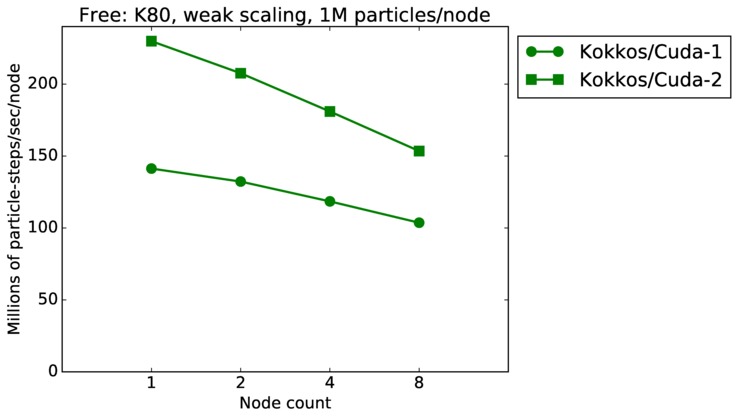 Free: K80, weak scaling, 1M particles/node
Kokkos/Cuda-1
Kokkos/Cuda-2
Millions of particle-steps/sec/node
200
150
100
50
0
1 2 4 8
Node count